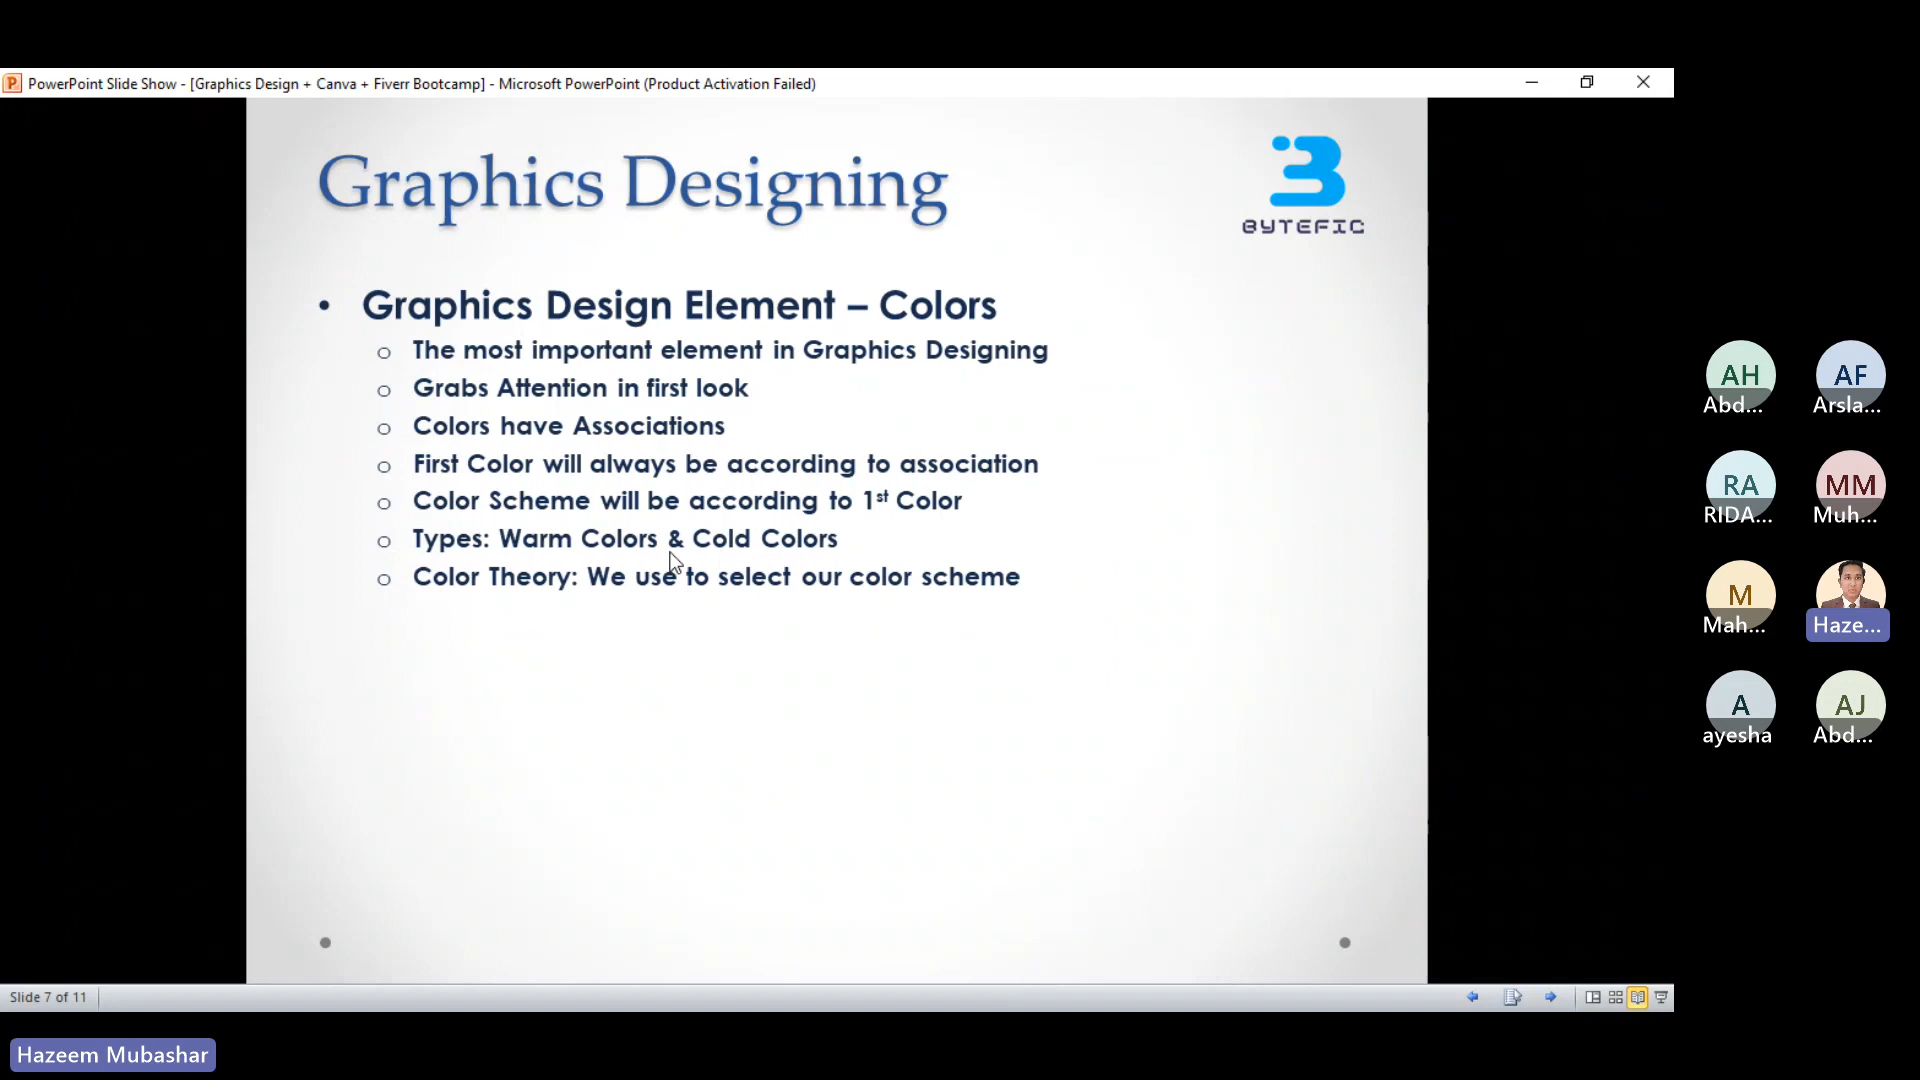 PowerPoint Slide Show - [Graphics Design + Canva + Fiverr Bootcamp] - Microsoft PowerPoint (Product Activation Failed)
Graphics Designing
BYTEFIC
• Graphics Design Element – Colors
o The most important element in Graphics Designing
o Grabs Attention in first look
o Colors have Associations
o First Color will always be according to association
o Color Scheme will be according to 1st Color
o Types: Warm Colors & Cold Colors
o Color Theory: We use to select our color scheme
AH
Abd...
AF
Arsla...
RA
RIDA...
MM
Muh...
M
Mah...
Haze...
A
ayesha
AJ
Abd...
Slide 7 of 11
Hazeem Mubashar